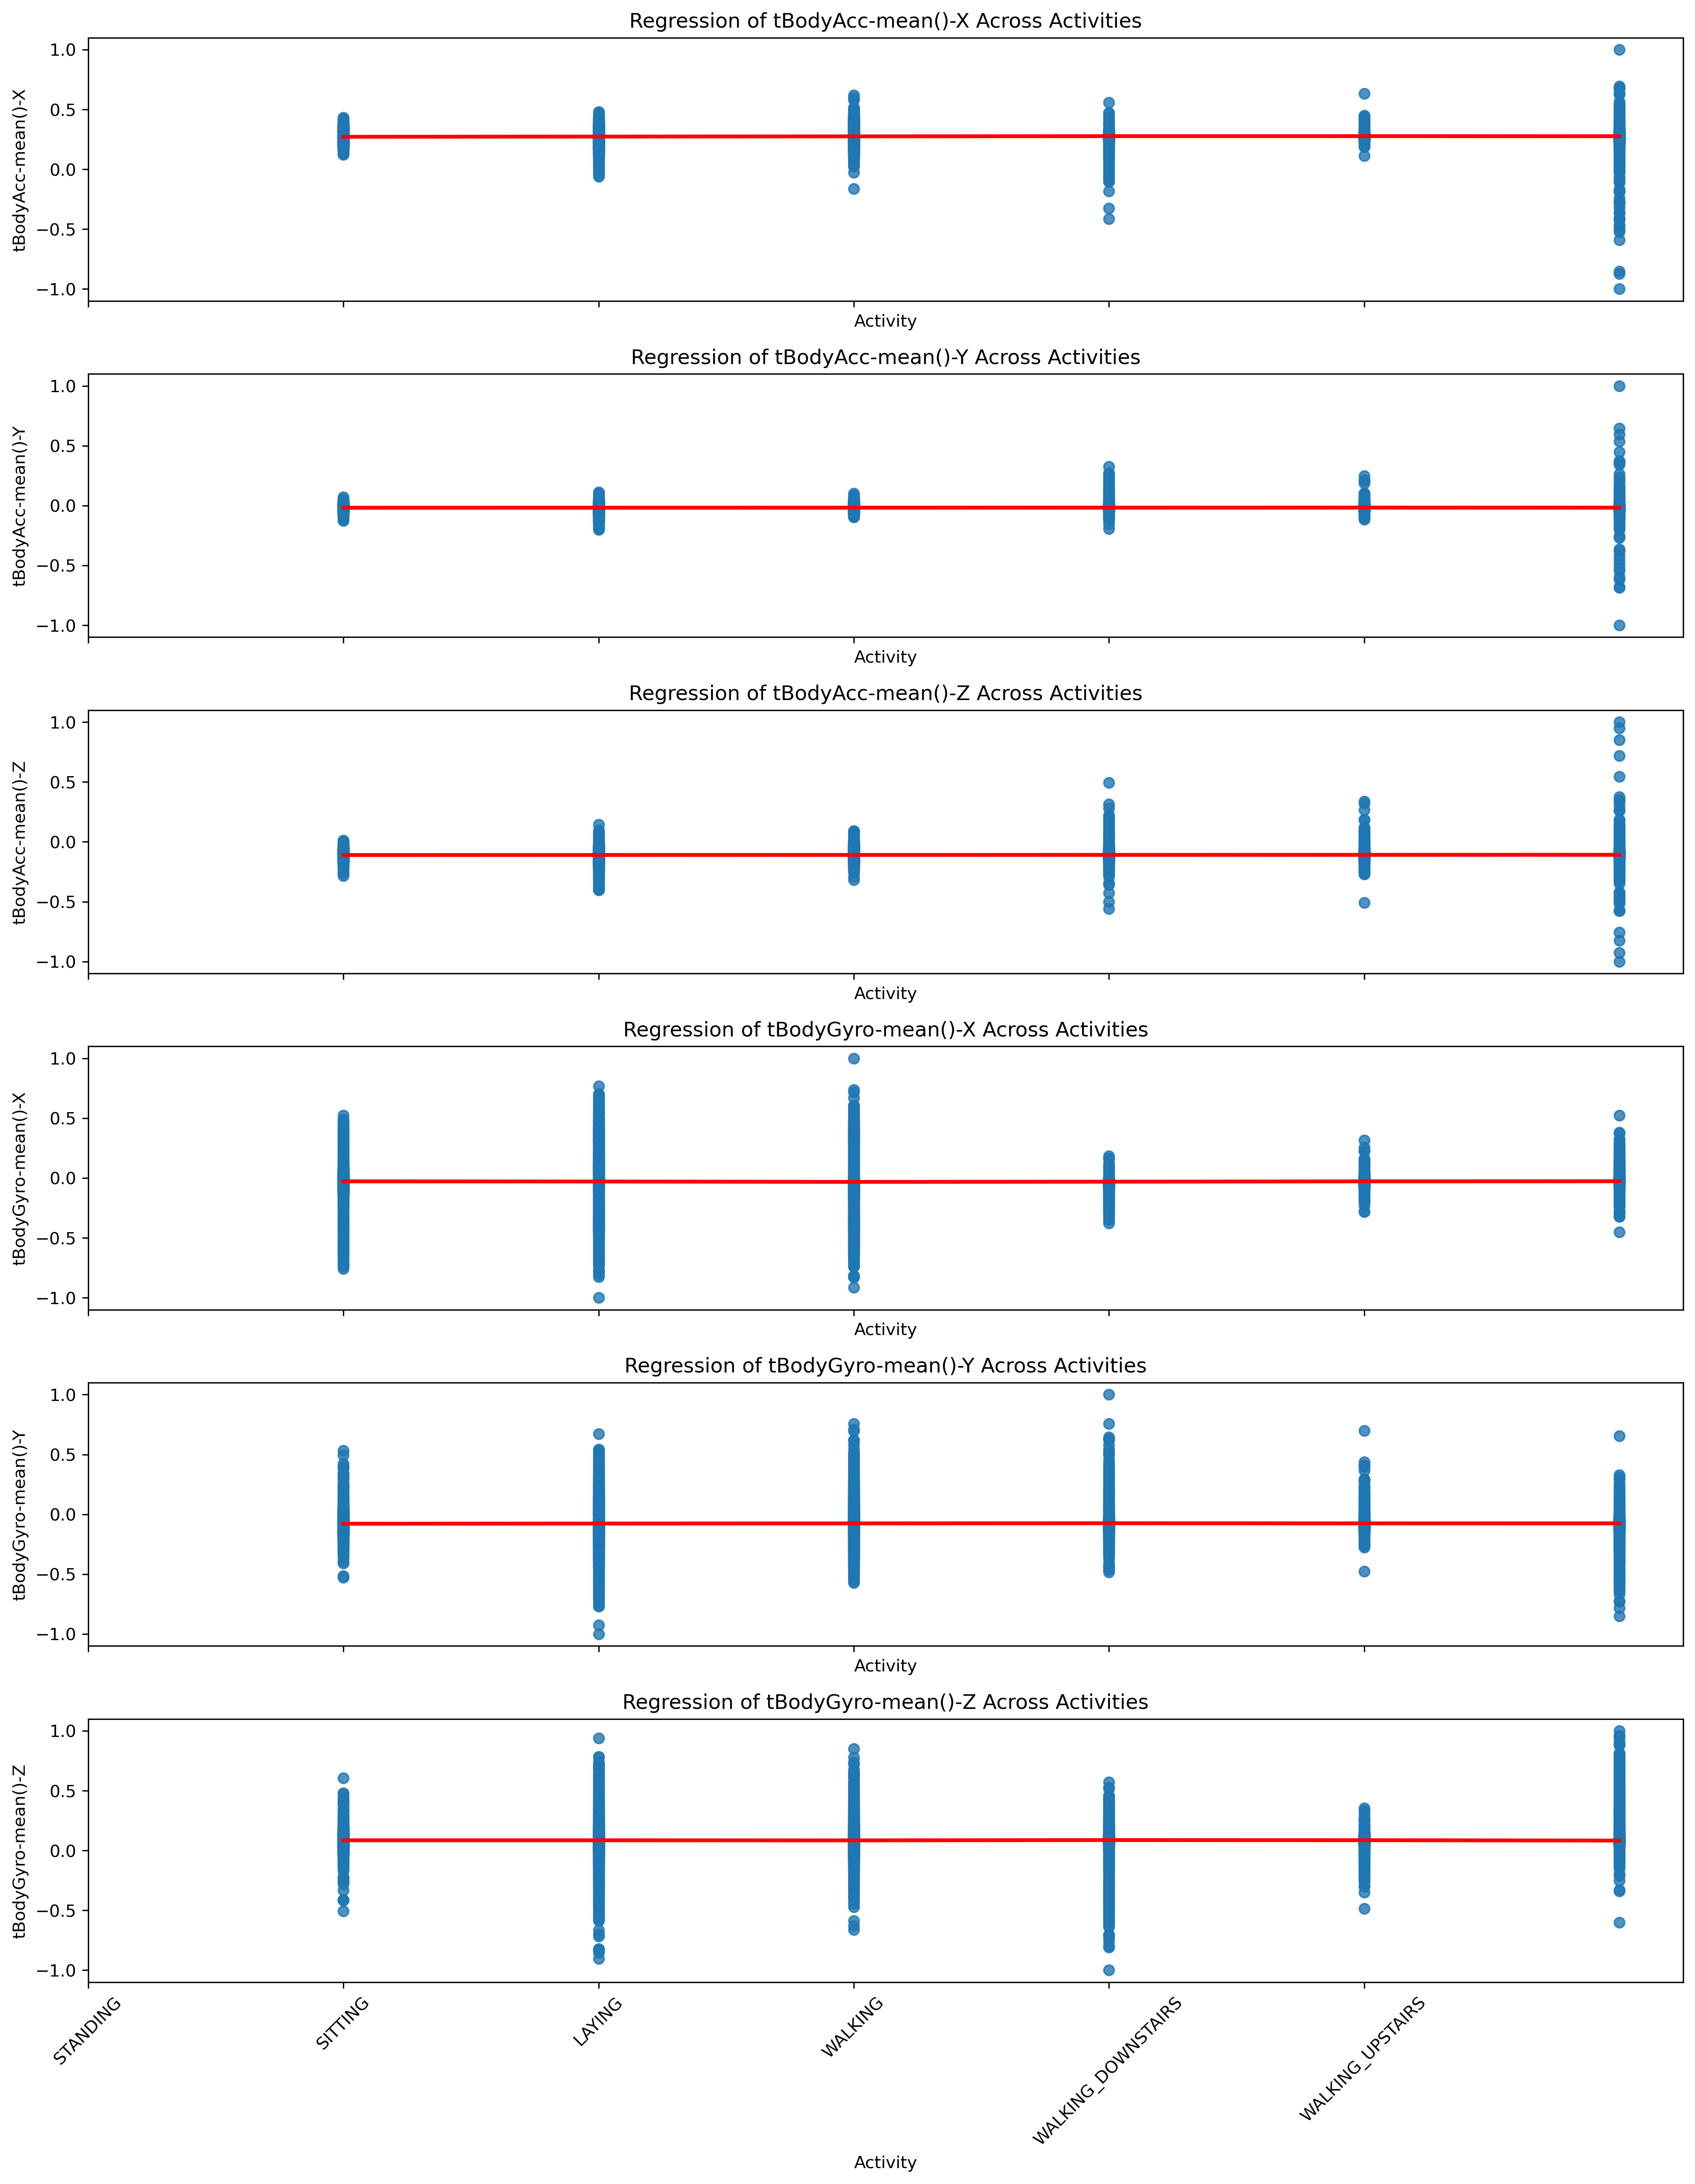 Regression of tBodyAcc-mean()-X Across Activities
tBodyAcc-mean()-X
1.0
0.5
0.0
−0.5
−1.0
Activity
Regression of tBodyAcc-mean()-Y Across Activities
tBodyAcc-mean()-Y
1.0
0.5
0.0
−0.5
−1.0
Activity
Regression of tBodyAcc-mean()-Z Across Activities
tBodyAcc-mean()-Z
1.0
0.5
0.0
−0.5
−1.0
Activity
Regression of tBodyGyro-mean()-X Across Activities
tBodyGyro-mean()-X
1.0
0.5
0.0
−0.5
−1.0
Activity
Regression of tBodyGyro-mean()-Y Across Activities
tBodyGyro-mean()-Y
1.0
0.5
0.0
−0.5
−1.0
Activity
Regression of tBodyGyro-mean()-Z Across Activities
tBodyGyro-mean()-Z
1.0
0.5
0.0
−0.5
−1.0
STANDING
SITTING
LAYING
WALKING
WALKING_DOWNSTAIRS
WALKING_UPSTAIRS
Activity